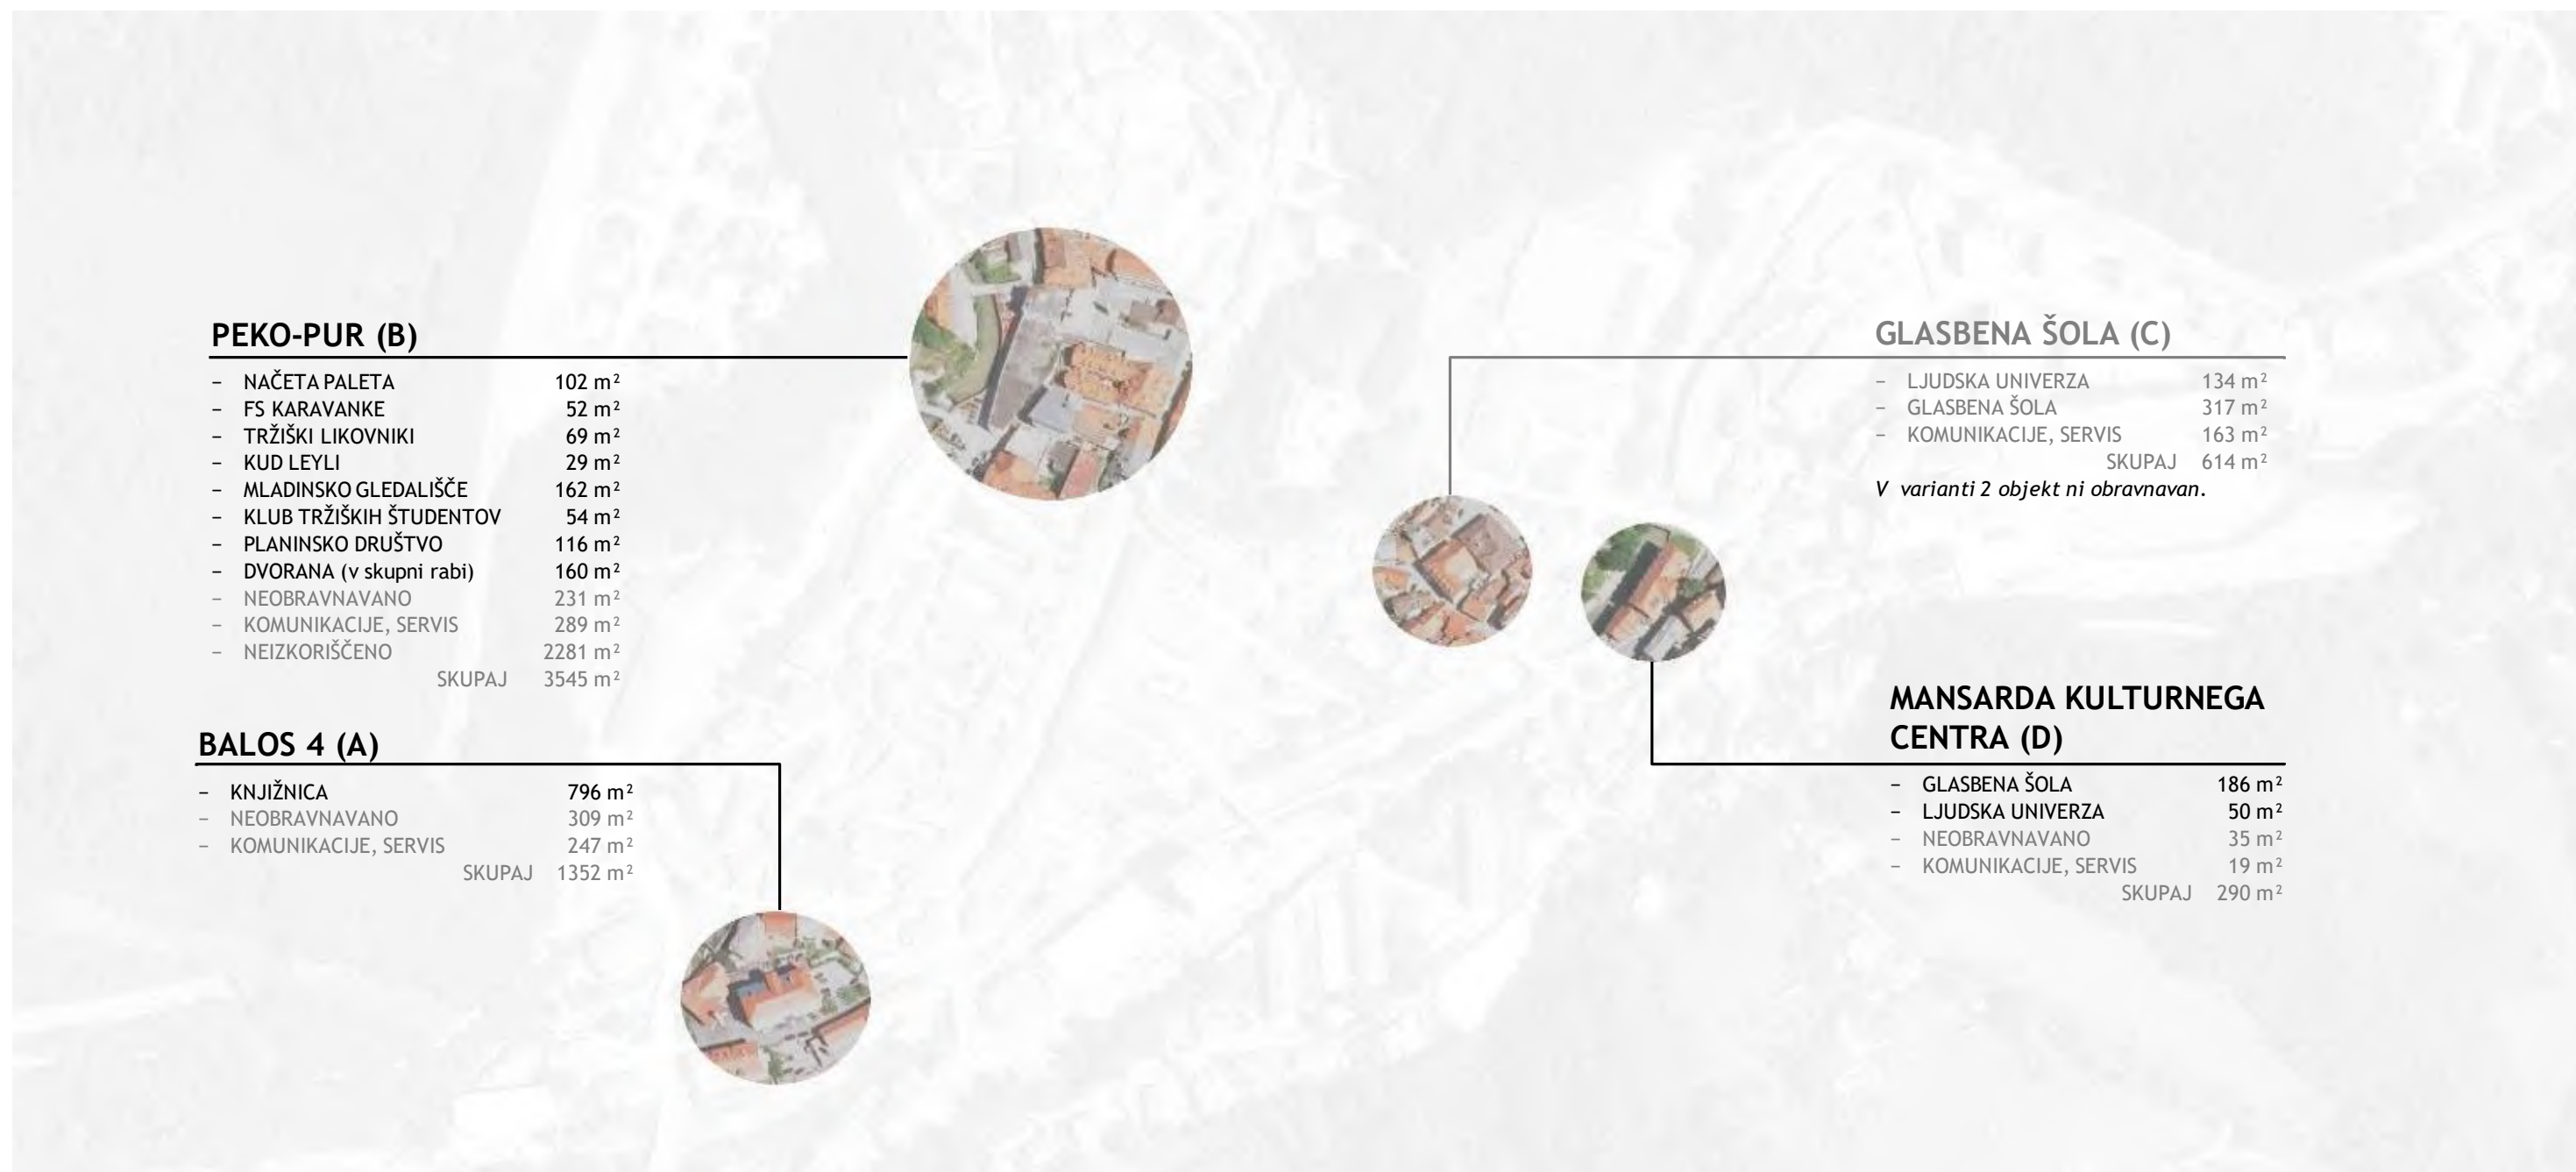 PEKO-PUR (B)
– NAČETA PALETA 102 m²
– FS KARAVANKE 52 m²
– TRŽIŠKI LIKOVNIKI 69 m²
– KUD LEYLI 29 m²
– MLADINSKO GLEDALIŠČE 162 m²
– KLUB TRŽIŠKIH ŠTUDENTOV 54 m²
– PLANINSKO DRUŠTVO 116 m²
– DVORANA (v skupni rabi) 160 m²
– NEOBRAVNAVANO 231 m²
– KOMUNIKACIJE, SERVIS 289 m²
– NEIZKORIŠČENO 2281 m²
SKUPAJ 3545 m²
BALOS 4 (A)
– KNJIŽNICA 796 m²
– NEOBRAVNAVANO 309 m²
– KOMUNIKACIJE, SERVIS 247 m²
SKUPAJ 1352 m²
GLASBENA ŠOLA (C)
– LJUDSKA UNIVERZA 134 m²
– GLASBENA ŠOLA 317 m²
– KOMUNIKACIJE, SERVIS 163 m²
SKUPAJ 614 m²
V varianti 2 objekt ni obravnavan.
MANSARDA KULTURNEGA
CENTRA (D)
– GLASBENA ŠOLA 186 m²
– LJUDSKA UNIVERZA 50 m²
– NEOBRAVNAVANO 35 m²
– KOMUNIKACIJE, SERVIS 19 m²
SKUPAJ 290 m²